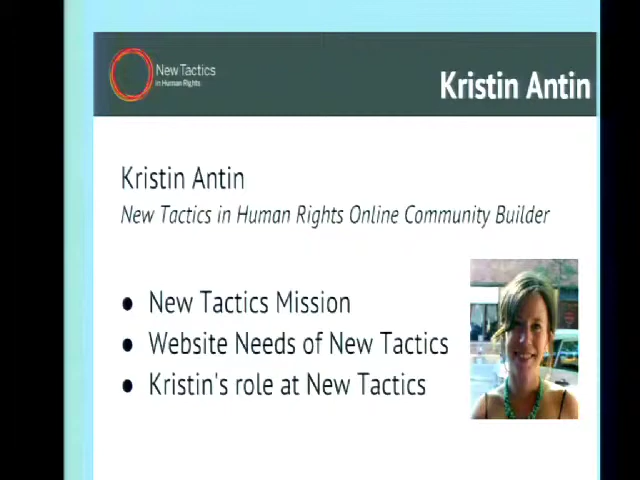 New Tactics
in Human Rights
Kristin Antin
Kristin Antin
New Tactics in Human Rights Online Community Builder
● New Tactics Mission
● Website Needs of New Tactics
● Kristin's role at New Tactics